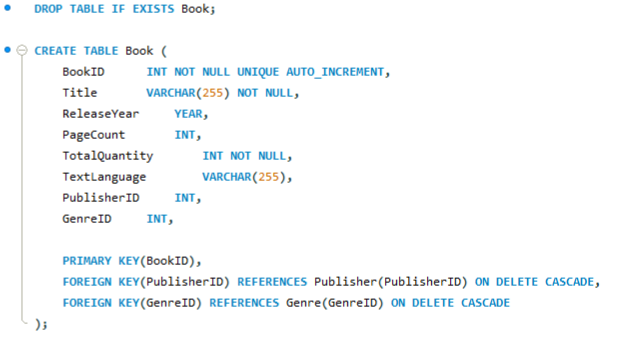 DROP TABLE IF EXISTS Book;
CREATE TABLE Book (
BookID INT NOT NULL UNIQUE AUTO_INCREMENT,
Title VARCHAR(255) NOT NULL,
ReleaseYear YEAR,
PageCount INT,
TotalQuantity INT NOT NULL,
TextLanguage VARCHAR(255),
PublisherID INT,
GenreID INT,
PRIMARY KEY(BookID),
FOREIGN KEY(PublisherID) REFERENCES Publisher(PublisherID) ON DELETE CASCADE,
FOREIGN KEY(GenreID) REFERENCES Genre(GenreID) ON DELETE CASCADE
);